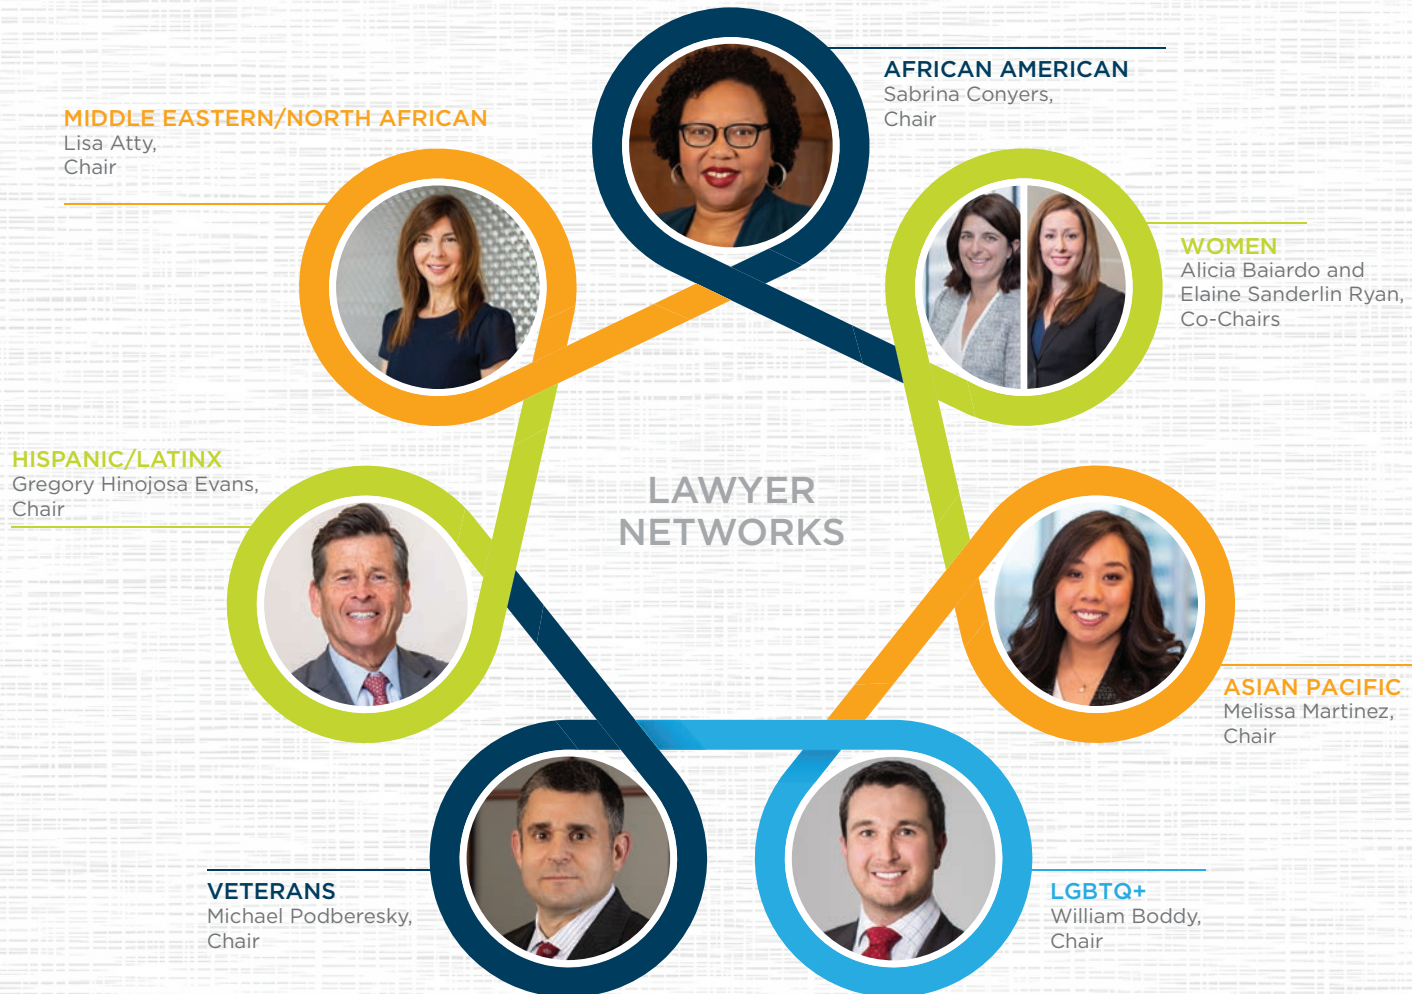 AFRICAN AMERICAN
Sabrina Conyers,
Chair
MIDDLE EASTERN/NORTH AFRICAN
Lisa Atty,
Chair
WOMEN
Alicia Baiardo and
Elaine Sanderlin Ryan,
Co-Chairs
HISPANIC/LATINX
Gregory Hinojosa Evans,
Chair
LAWYER
NETWORKS
ASIAN PACIFIC
Melissa Martinez,
Chair
VETERANS
Michael Podberesky,
Chair
LGBTQ+
William Boddy,
Chair